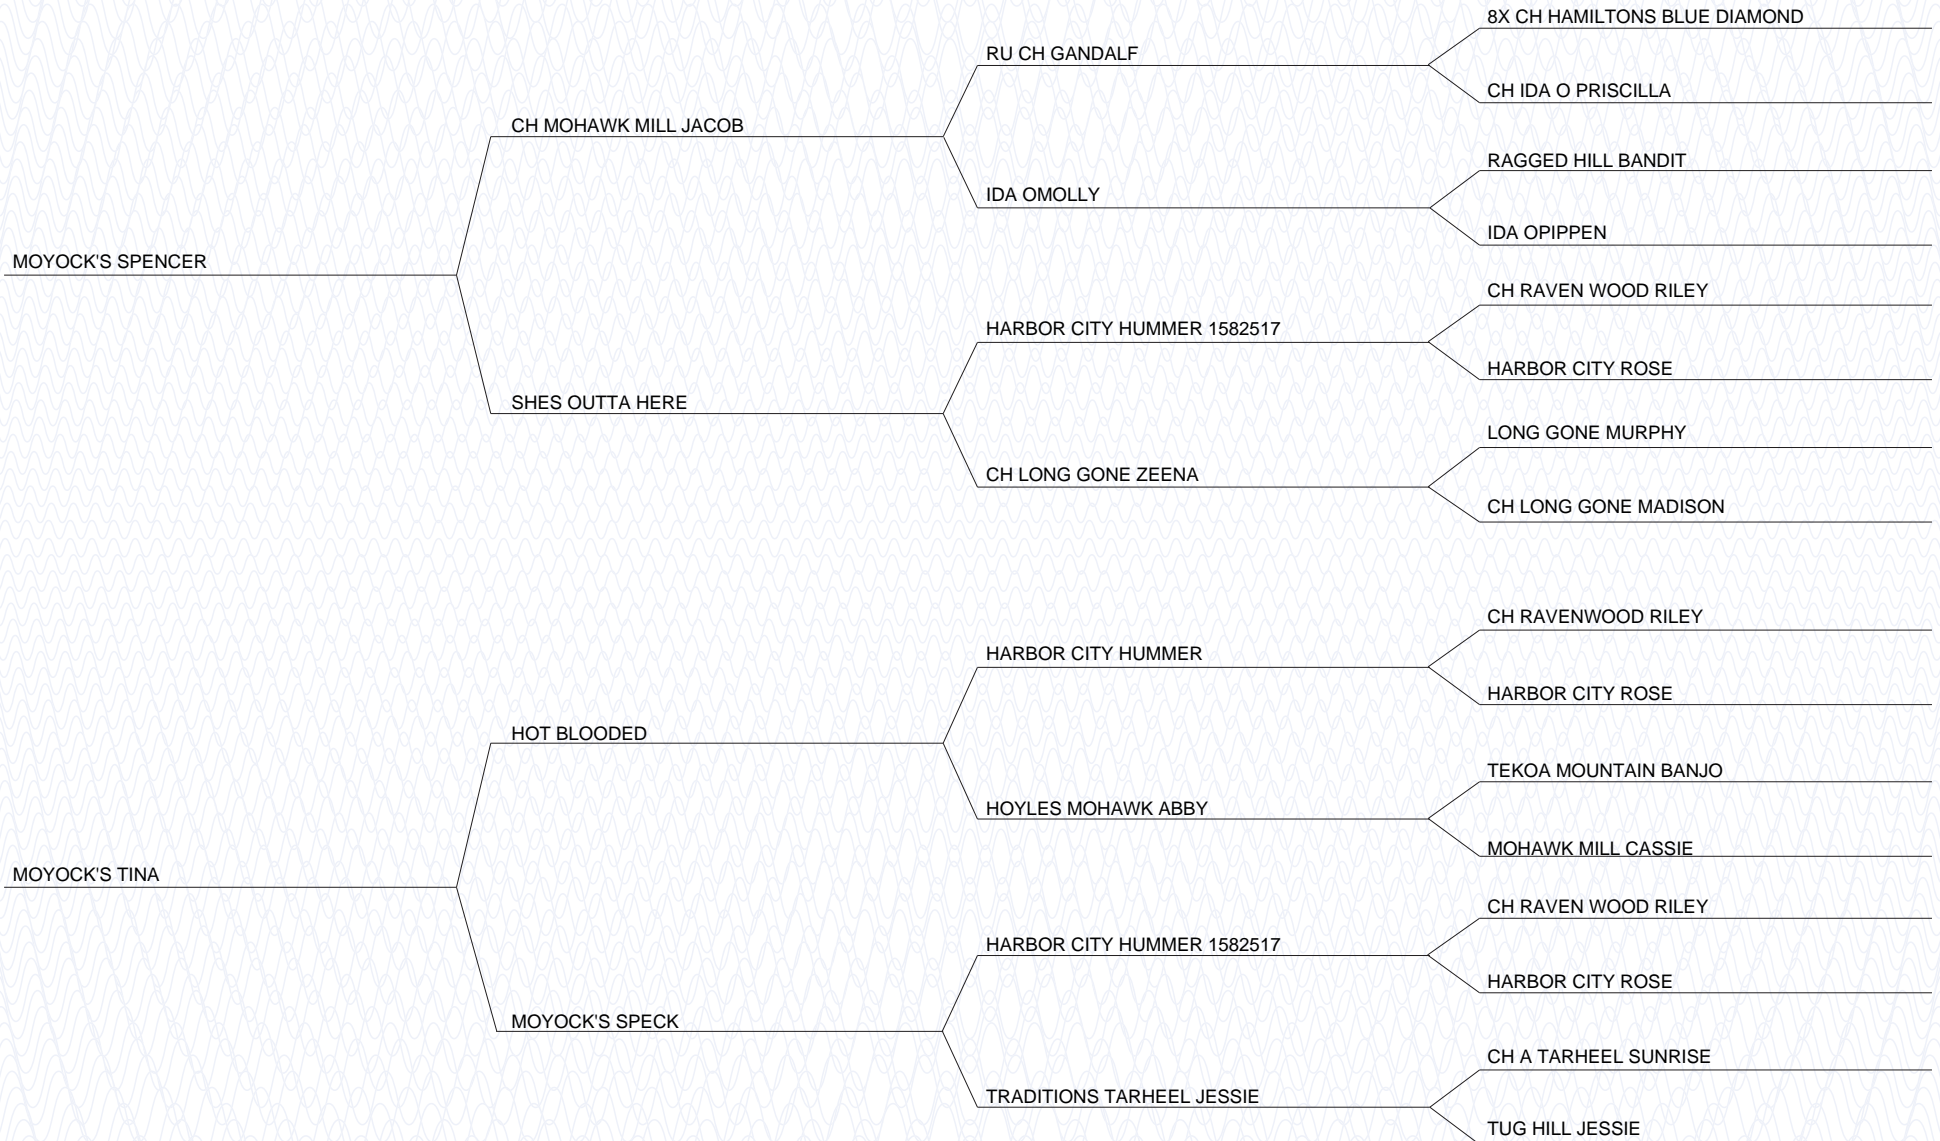 8X CH HAMILTONS BLUE DIAMOND
RU CH GANDALF
CH IDA O PRISCILLA
CH MOHAWK MILL JACOB
RAGGED HILL BANDIT
IDA OMOLLY
IDA OPIPPEN
MOYOCK'S SPENCER
CH RAVEN WOOD RILEY
HARBOR CITY HUMMER 1582517
HARBOR CITY ROSE
SHES OUTTA HERE
LONG GONE MURPHY
CH LONG GONE ZEENA
CH LONG GONE MADISON
CH RAVENWOOD RILEY
HARBOR CITY HUMMER
HARBOR CITY ROSE
HOT BLOODED
TEKOA MOUNTAIN BANJO
HOYLES MOHAWK ABBY
MOHAWK MILL CASSIE
MOYOCK'S TINA
CH RAVEN WOOD RILEY
HARBOR CITY HUMMER 1582517
HARBOR CITY ROSE
MOYOCK'S SPECK
CH A TARHEEL SUNRISE
TRADITIONS TARHEEL JESSIE
TUG HILL JESSIE